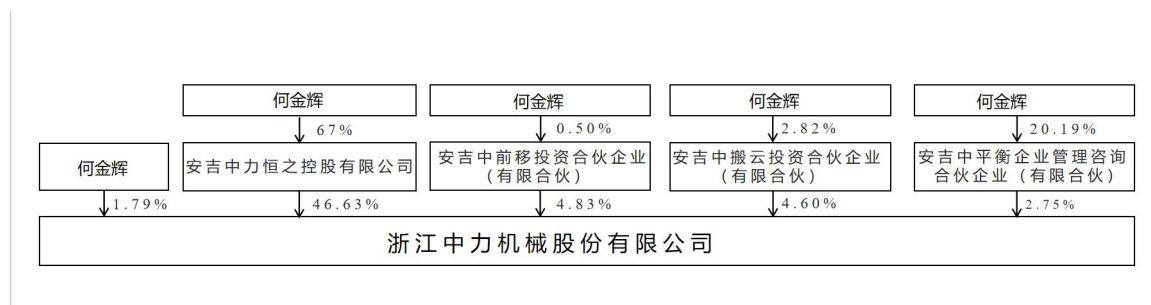 何金辉
何金辉
何金辉
何金辉
67%
0.50%
2.82%
20.19%
何金辉
安吉中力恒之控股有限公司
安吉中前移投资合伙企业
（有限合伙）
安吉中搬云投资合伙企业
（有限合伙）
安吉中平衡企业管理咨询
合伙企业（有限合伙）
1.79%
46.63%
4.83%
4.60%
2.75%
浙江中力机械股份有限公司